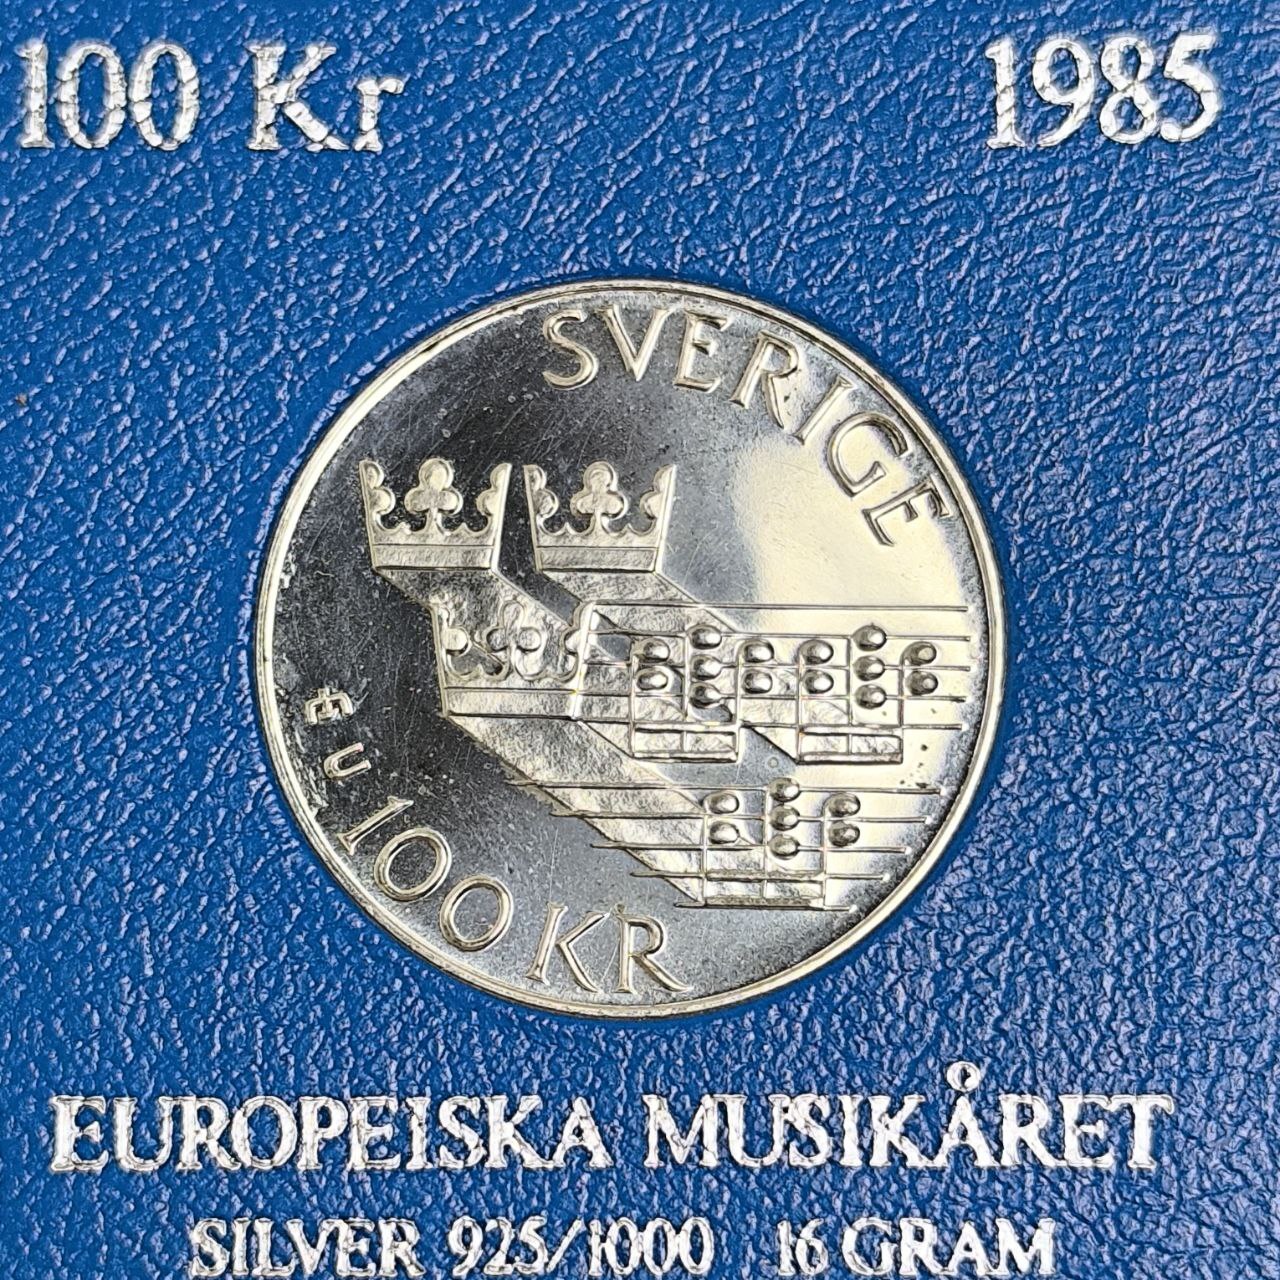 100 Kr 1985
SVERIGE
Æ U 100 KR
EUROPEISKA MUSIKÅRET
SILVER 925/1000 16 GRAM